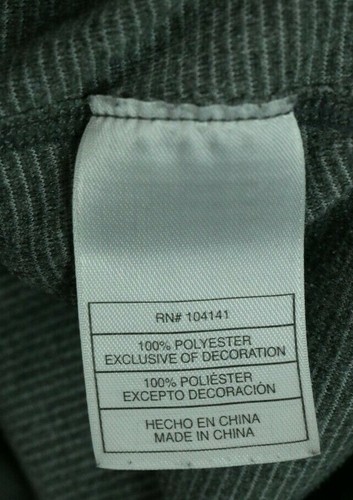 RN# 104141
100% POLYESTER
EXCLUSIVE OF DECORATION
100% POLIÉSTER
EXCEPTO DECORACIÓN
HECHO EN CHINA
MADE IN CHINA